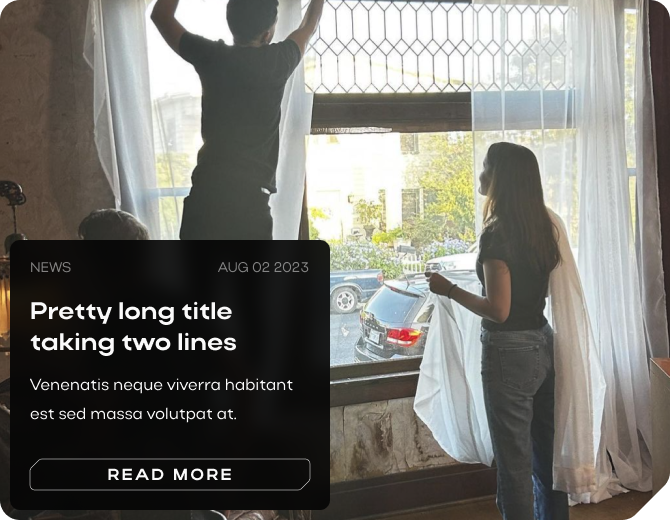 NEWS
AUG 02 2023
Pretty long title
taking two lines
Venenatis neque viverra habitant
est sed massa volutpat at.
READ MORE